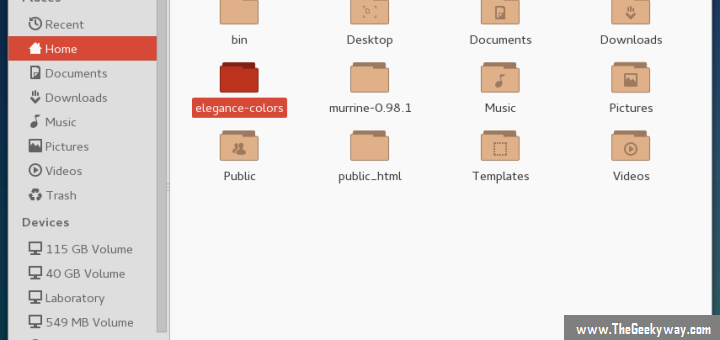 Places
Recent
Home
Documents
Downloads
Music
Pictures
Videos
Trash
Devices
115 GB Volume
40 GB Volume
Laboratory
549 MB Volume
bin
Desktop
Documents
Downloads
elegance-colors
murrine-0.98.1
Music
Pictures
Public
public_html
Templates
Videos
www.TheGeekyway.com